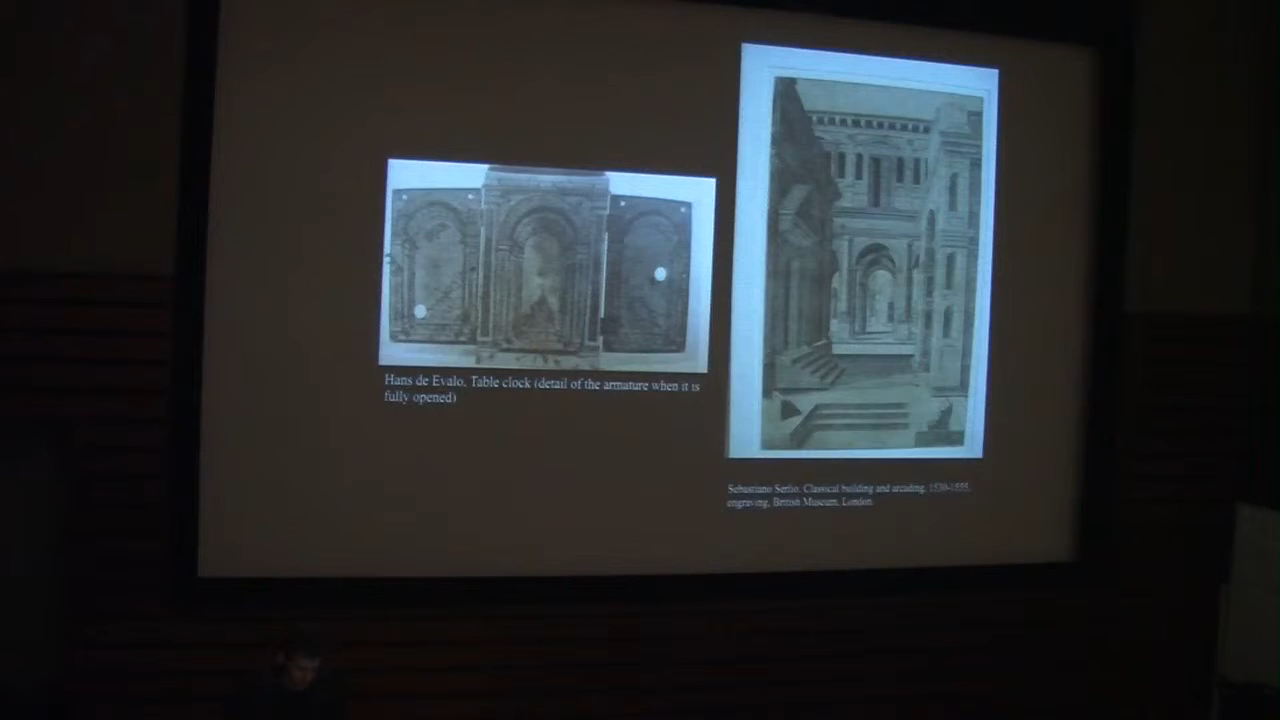 Hans de Evalo. Table clock (detail of the armature when it is
fully opened)
Sebastiano Serlio. Classical building and arcading, 1530-1555,
engraving, British Museum, London.